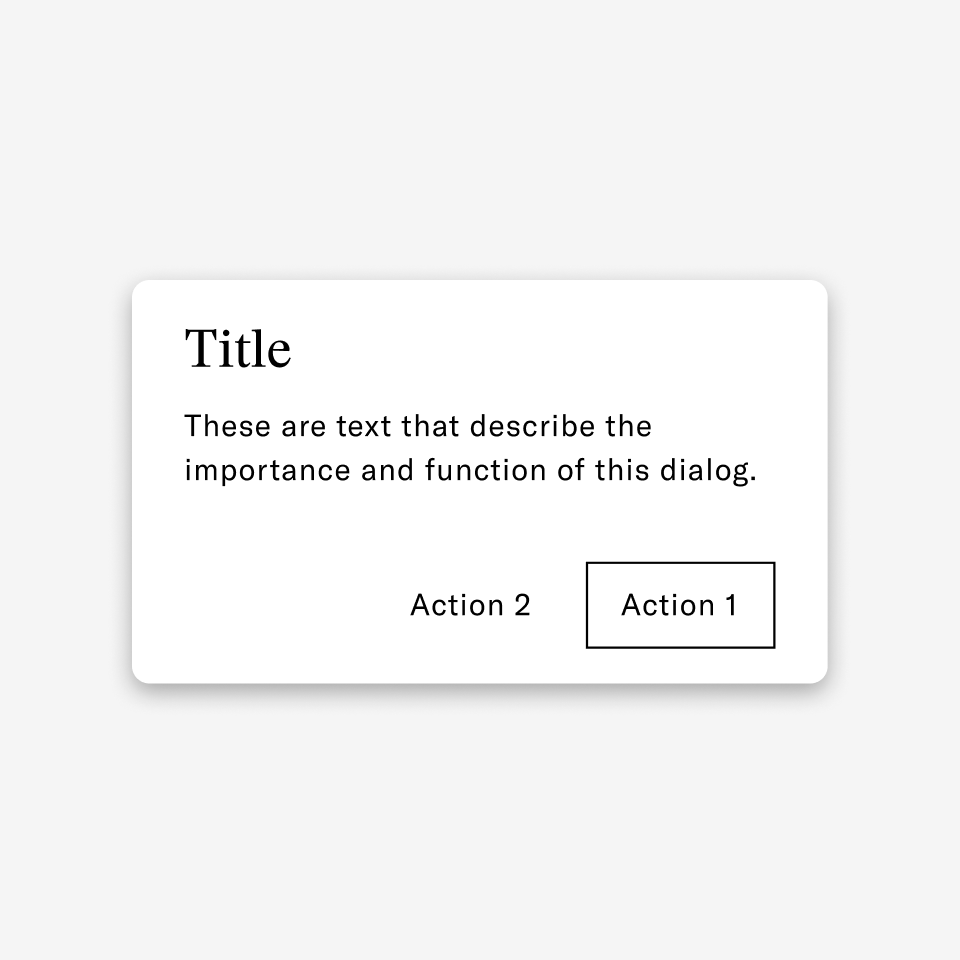 Title
These are text that describe the
importance and function of this dialog.
Action 2
Action 1